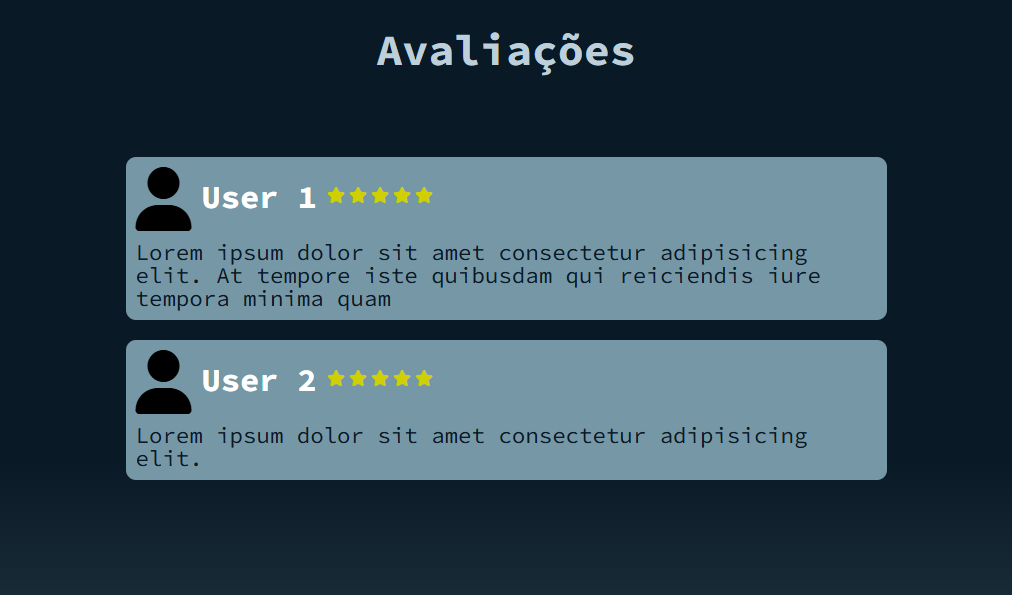 Avaliações
User 1
Lorem ipsum dolor sit amet consectetur adipisicing
elit. At tempore iste quibusdam qui reiciendis iure
tempora minima quam
User 2
Lorem ipsum dolor sit amet consectetur adipisicing
elit.